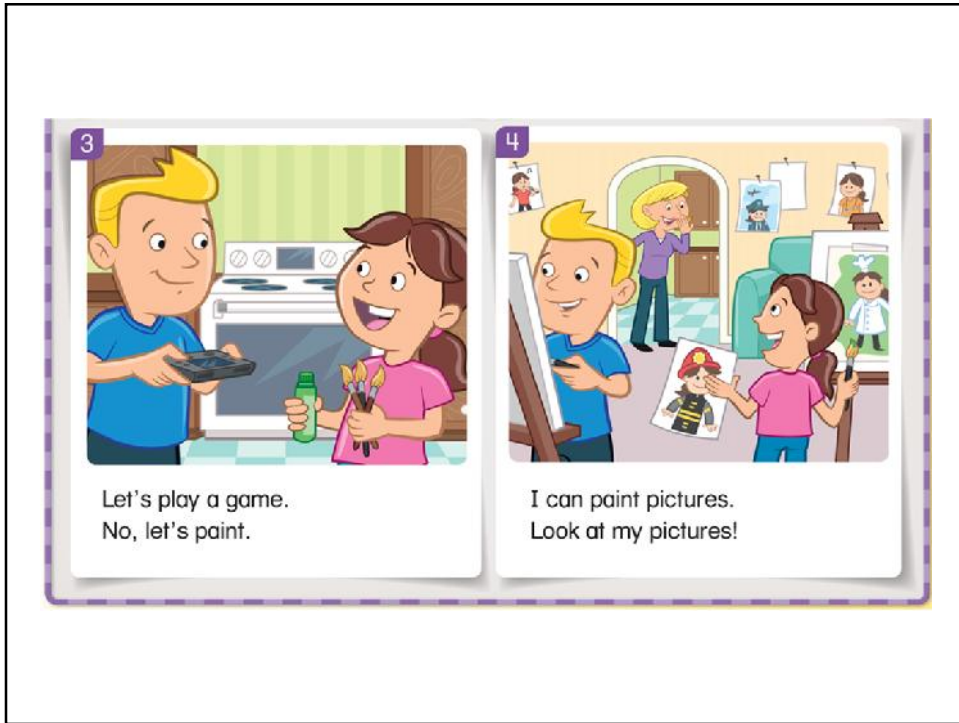 3
Let's play a game.
No, let's paint.
4
I can paint pictures.
Look at my pictures!